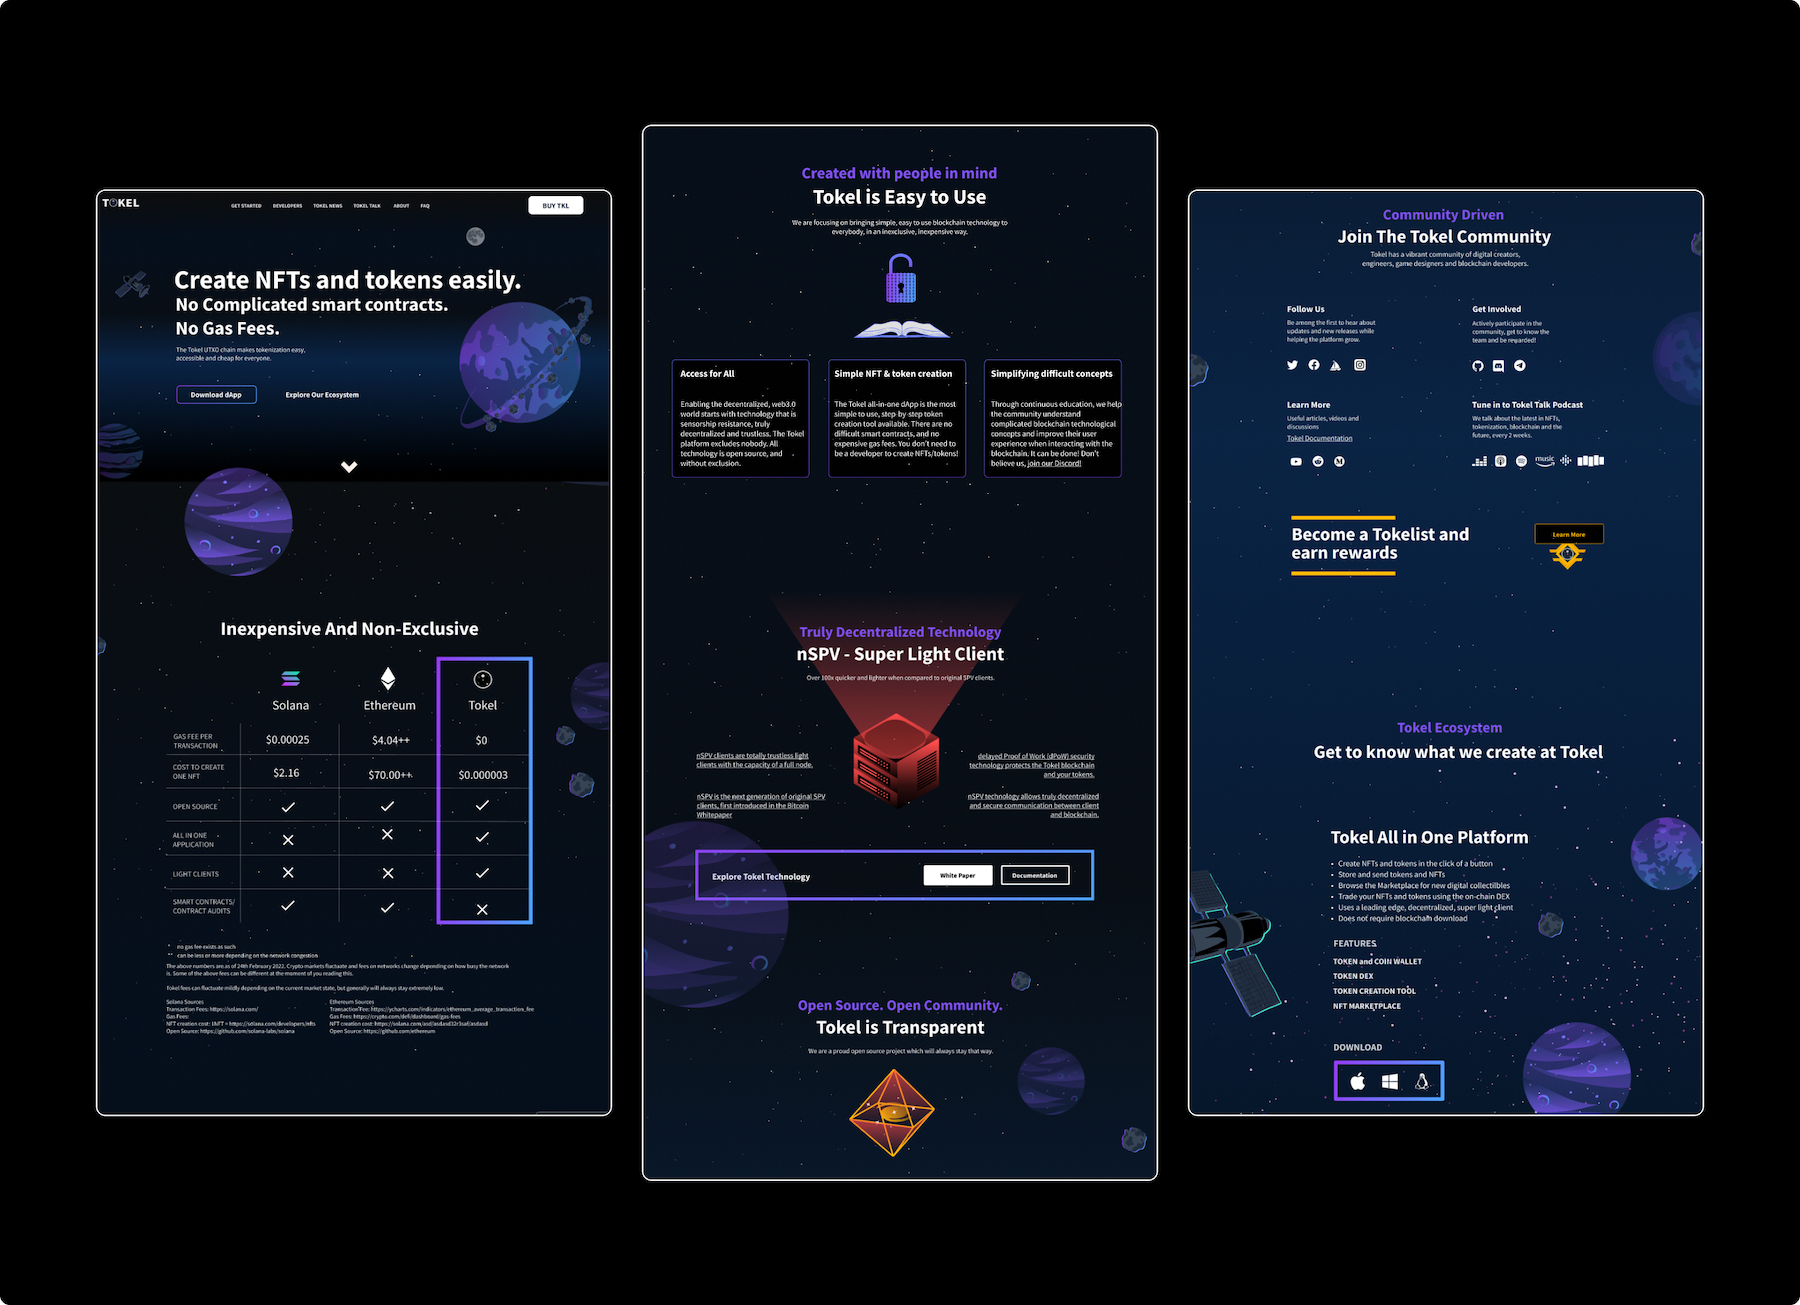 TOKEL
GET STARTED
DEVELOPERS
TOKEL NEWS
TOKEL TALK
ABOUT
FAQ
BUY TKL
Create NFTs and tokens easily.
No Complicated smart contracts.
No Gas Fees.
The Tokel UTXO chain makes tokenization easy,
accessible and cheap for everyone.
Download dApp
Explore Our Ecosystem
Inexpensive And Non-Exclusive
Solana
Ethereum
Tokel
GAS FEE PER
TRANSACTION
$0.00025
$4.04++
$0
COST TO CREATE
ONE NFT
$2.16
$70.00++
$0.000003
OPEN SOURCE
ALL IN ONE
APPLICATION
LIGHT CLIENTS
SMART CONTRACTS/
CONTRACT AUDITS
* no gas fee exists as such
** can be less or more depending on the network congestion
The above numbers are as of 24th February 2022. Crypto markets fluctuate and fees on networks change depending on how busy the network
is. Some of the above fees can be different at the moment of you reading this.
Tokel fees can fluctuate mildly depending on the current market state, but generally will always stay extremely low.
Solana Sources
Transaction Fees: https://solana.com/
Gas Fees:
NFT creation cost: https://solana.com/developers/nfts
Open Source: https://github.com/solana-labs/solana
Ethereum Sources
Transaction Fee: https://ycharts.com/indicators/ethereum_average_transaction_fee
Gas Fees: https://crypto.com/defi/dashboard/gas-fees
NFT creation cost:
Open Source: https://github.com/ethereum
Created with people in mind
Tokel is Easy to Use
We are focusing on bringing simple, easy to use blockchain technology to
everybody, in an inexclusive, inexpensive way.
Access for All
Enabling the decentralized, web3.0
world starts with technology that is
sensorship resistance, truly
decentralized and trustless. The Tokel
platform excludes nobody. All
technology is open source, and
without exclusion.
Simple NFT & token creation
The Tokel all-in-one dApp is the most
simple to use, step-by-step token
creation tool available. There are no
difficult smart contracts, and no
expensive gas fees. You don't need to
be a developer to create NFTs/tokens!
Simplifying difficult concepts
Through continuous education, we help
the community understand
complicated blockchain technological
concepts and improve their user
experience when interacting with the
blockchain. It can be done! Don't
believe us, join our Discord!
Truly Decentralized Technology
nSPV - Super Light Client
Over 100x quicker and lighter when compared to original SPV clients.
nSPV clients are totally trustless light
clients with the capacity of a full node.
nSPV is the next generation of original SPV
clients, first introduced in the Bitcoin
Whitepaper
delayed Proof of Work (dPoW) security
technology protects the Tokel blockchain
and your tokens.
nSPV technology allows truly decentralized
and secure communication between client
and blockchain.
Explore Tokel Technology
White Paper
Documentation
Open Source. Open Community.
Tokel is Transparent
We are a proud open source project which will always stay that way.
Community Driven
Join The Tokel Community
Tokel has a vibrant community of digital creators,
engineers, game designers and blockchain developers.
Follow Us
Be among the first to hear about
updates and new releases while
helping the platform grow.
Get Involved
Actively participate in the
community, get to know the
team and be rewarded!
Learn More
Useful articles, videos and
discussions
Tokel Documentation
Tune in to Tokel Talk Podcast
We talk about the latest in NFTs,
tokenization, blockchain and the
future, every 2 weeks.
music
Become a Tokelist and
earn rewards
Learn More
Tokel Ecosystem
Get to know what we create at Tokel
Tokel All in One Platform
• Create NFTs and tokens in the click of a button
• Store and send tokens and NFTs
• Browse the Marketplace for new digital collectilbles
• Trade your NFTs and tokens using the on-chain DEX
• Uses a leading edge, decentralized, super light client
• Does not require blockchain download
FEATURES
TOKEN and COIN WALLET
TOKEN DEX
TOKEN CREATION TOOL
NFT MARKETPLACE
DOWNLOAD